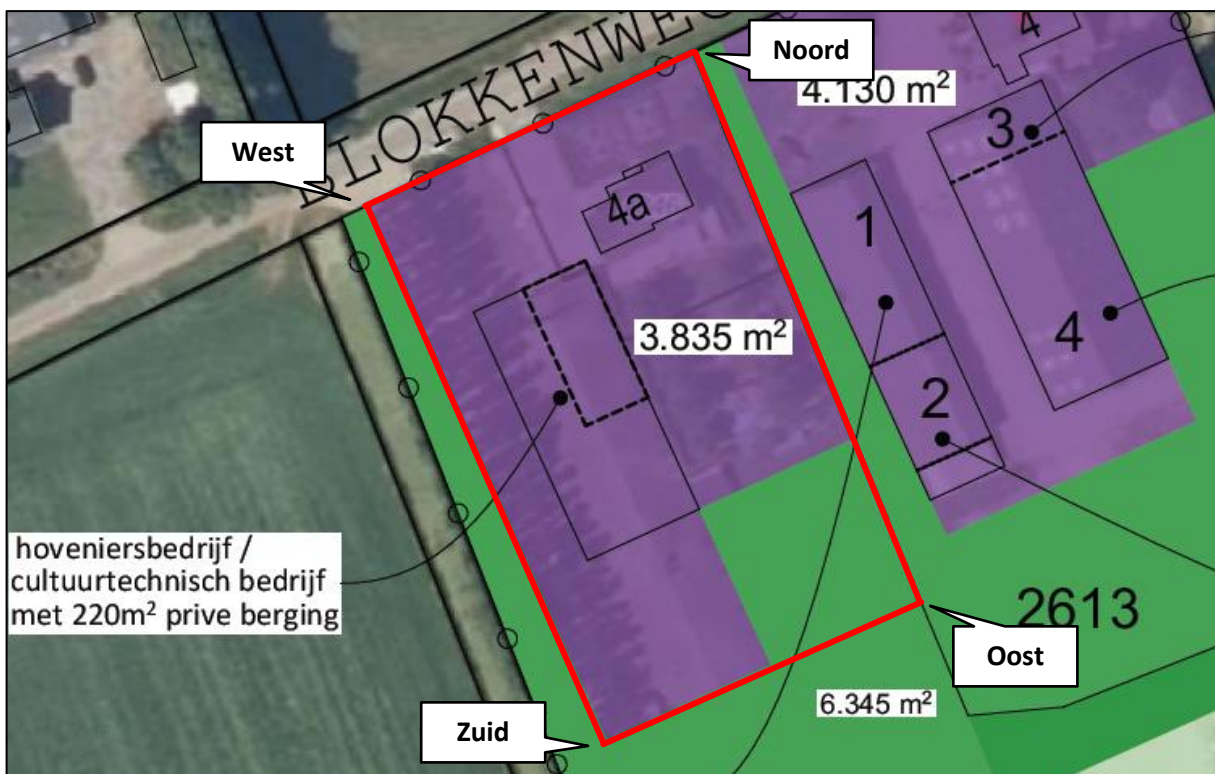 BLOKKENWEG
Noord
4
4.130 m²
West
3
4a
1
3.835 m²
4
2
hoveniersbedrijf /
cultuurtechnisch bedrijf
met 220m² prive berging
2613
Oost
6.345 m²
Zuid